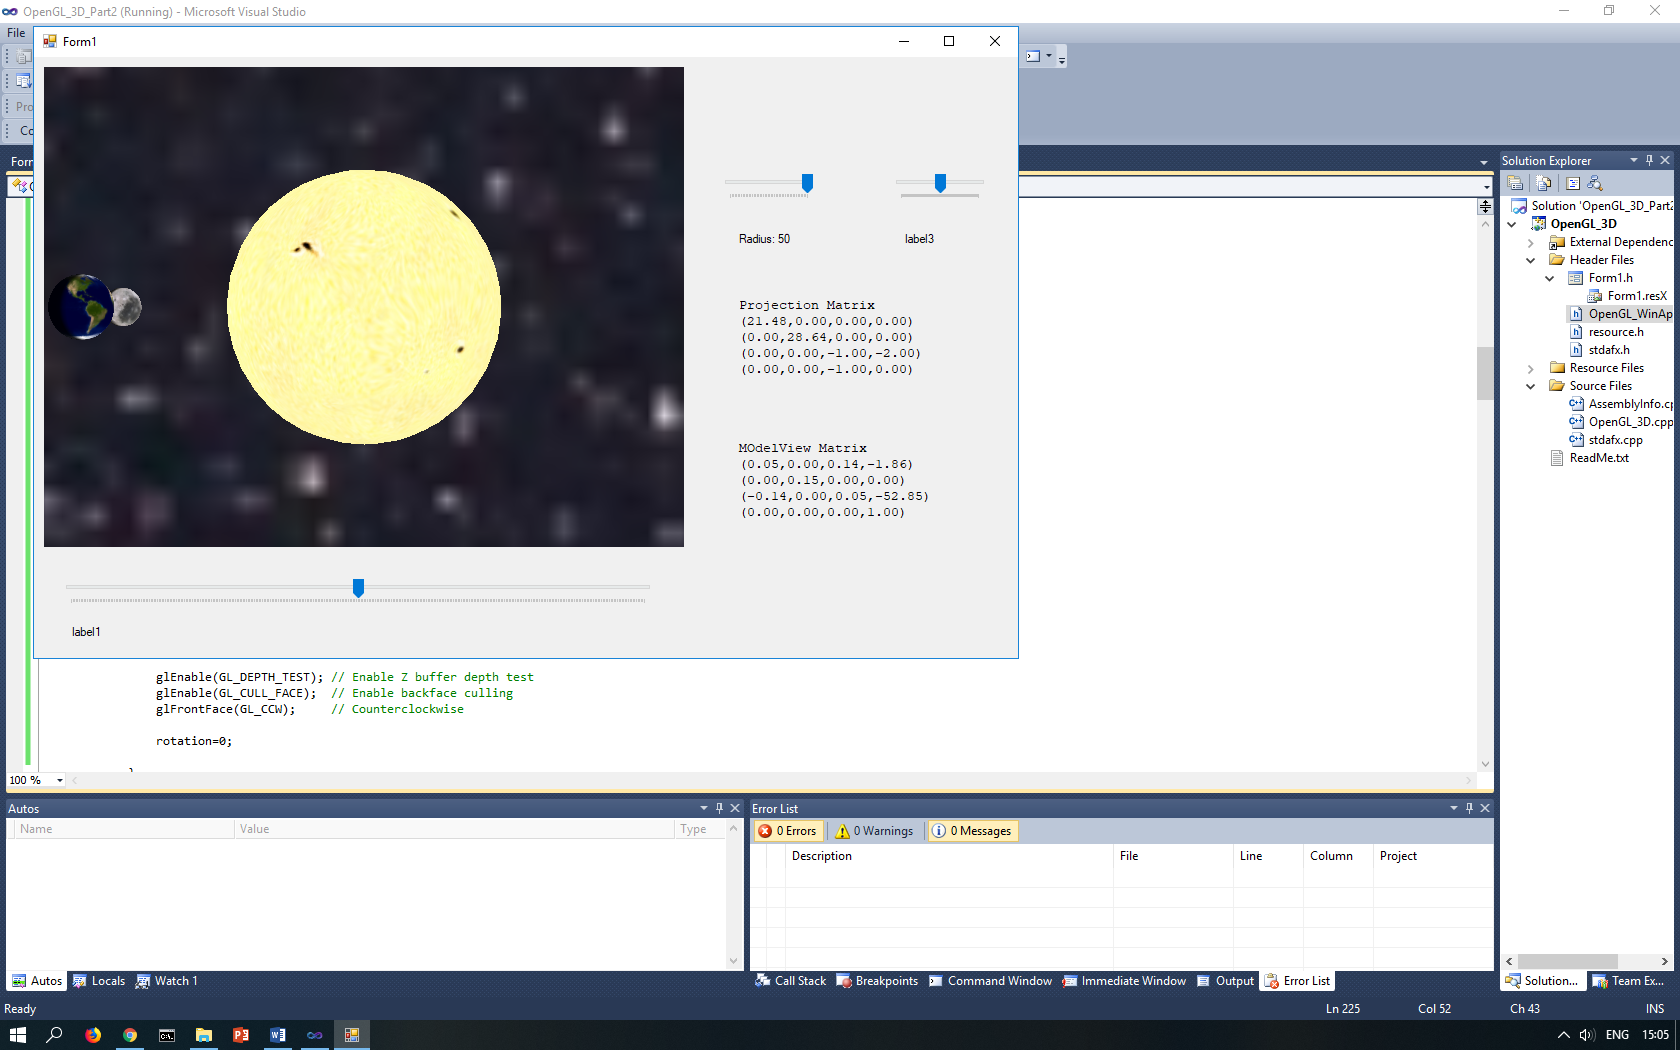 OpenGL_3D_Part2 (Running) - Microsoft Visual Studio
File
Form1
Pro
Co
Forr
Radius: 50
label3
Projection Matrix
(21.48,0.00,0.00,0.00)
(0.00,28.64,0.00,0.00)
(0.00,0.00,-1.00,-2.00)
(0.00,0.00,-1.00,0.00)
MOdelView Matrix
(0.05,0.00,0.14,-1.86)
(0.00,0.15,0.00,0.00)
(-0.14,0.00,0.05,-52.85)
(0.00,0.00,0.00,1.00)
label1
glEnable(GL_DEPTH_TEST); // Enable Z buffer depth test
glEnable(GL_CULL_FACE);  // Enable backface culling
glFrontFace(GL_CCW);     // Counterclockwise
rotation=0;
100 %
Solution Explorer
Solution 'OpenGL_3D_Part2
OpenGL_3D
External Dependenc
Header Files
Form1.h
Form1.resX
OpenGL_WinAp
resource.h
stdafx.h
Resource Files
Source Files
AssemblyInfo.cp
OpenGL_3D.cpp
stdafx.cpp
ReadMe.txt
Autos
Name Value Type
Error List
0 Errors 0 Warnings 0 Messages
Description File Line Column Project
Autos Locals Watch 1
Call Stack Breakpoints Command Window Immediate Window Output Error List
Solution... Team Ex...
Ready Ln 225 Col 52 Ch 43 INS
ENG 15:05